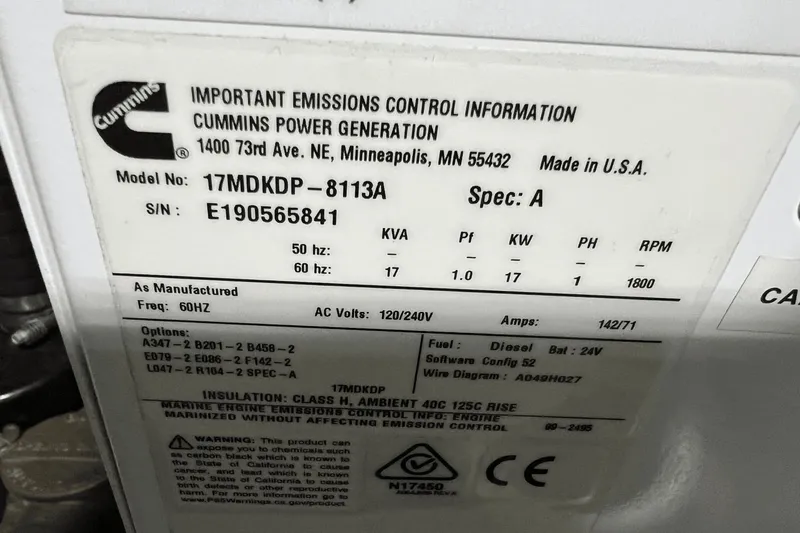 Cummins
IMPORTANT EMISSIONS CONTROL INFORMATION
CUMMINS POWER GENERATION
® 1400 73rd Ave. NE, Minneapolis, MN 55432 Made in U.S.A.
Model No: 17MDKDP-8113A Spec: A
S/N : E190565841
KVA Pf KW PH RPM
50 hz: – – – – –
60 hz: 17 1.0 17 1 1800
As Manufactured
Freq: 60HZ AC Volts: 120/240V Amps: 142/71
Options:
A347-2 B201-2 B458-2
ED79-2 E086-2 F142-2
L047-2 R104-2 SPEC-A
17MDKDP
Fuel : Diesel Bat : 24V
Software Config 52
Wire Diagram : A049H027
INSULATION: CLASS H, AMBIENT 40C 125C RISE
MARINE ENGINE EMISSIONS CONTROL INFO: ENGINE
MARINIZED WITHOUT AFFECTING EMISSION CONTROL 99-2495
WARNING: This product can
expose you to chemicals such
as carbon black which is known to
the State of California to cause
cancer, and lead which is known to
the State of California to cause
birth defects or other reproductive
harm. For more information go to
www.P65Warnings.ca.gov/product.
N17450
CE
CA